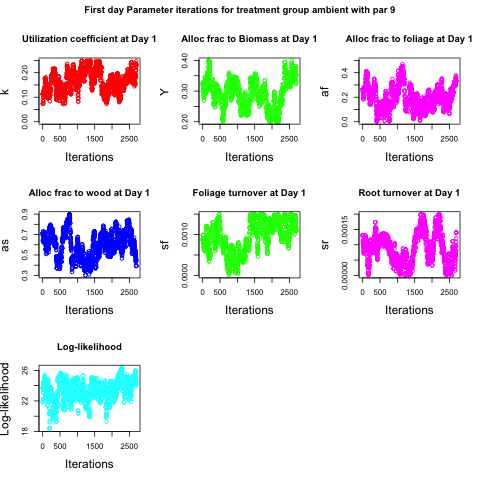 First day Parameter iterations for treatment group ambient with par 9
Utilization coefficient at Day 1
k
0.00 0.10 0.20
0 500 1500 2500
Iterations
Alloc frac to Biomass at Day 1
Y
0.20 0.30 0.40
0 500 1500 2500
Iterations
Alloc frac to foliage at Day 1
af
0.0 0.2 0.4
0 500 1500 2500
Iterations
Alloc frac to wood at Day 1
as
0.3 0.5 0.7 0.9
0 500 1500 2500
Iterations
Foliage turnover at Day 1
sf
0.0000 0.0010
0 500 1500 2500
Iterations
Root turnover at Day 1
sr
0.00000 0.00015
0 500 1500 2500
Iterations
Log-likelihood
Log-likelihood
18 22 26
0 500 1500 2500
Iterations